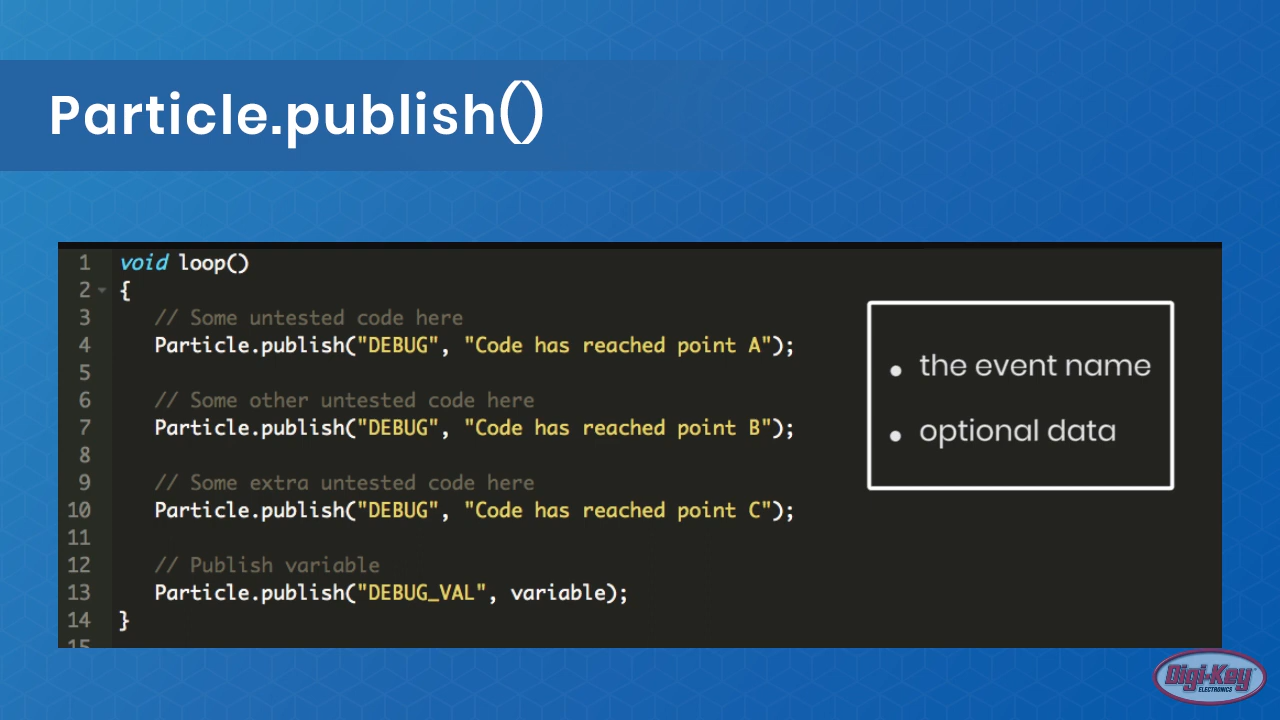 Particle.publish()
1 void loop()
2 {
3 // Some untested code here
4 Particle.publish("DEBUG", "Code has reached point A");
5
6 // Some other untested code here
7 Particle.publish("DEBUG", "Code has reached point B");
8
9 // Some extra untested code here
10 Particle.publish("DEBUG", "Code has reached point C");
11
12 // Publish variable
13 Particle.publish("DEBUG_VAL", variable);
14 }
15
• the event name
• optional data
Digi-Key
ELECTRONICS